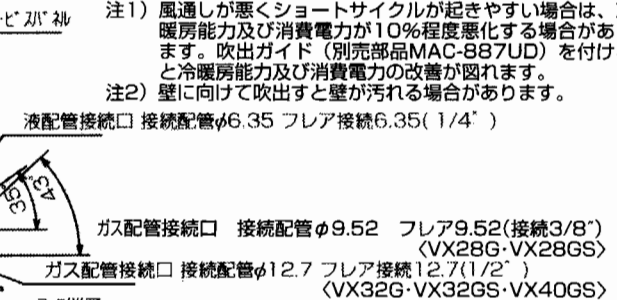 ービスパネル
注1) 風通しが悪くショートサイクルが起きやすい場合は、
暖房能力及び消費電力が10%程度悪化する場合があ
ます。吹出ガイド（別売部品MAC-887UD）を付け
と冷暖房能力及び消費電力の改善が図れます。
注2) 壁に向けて吹出すと壁が汚れる場合があります。
液配管接続口 接続配管φ6.35 フレア接続6.35( 1/4" )
35°
43°
ガス配管接続口 接続配管φ9.52 フレア9.52(接続3/8")
〈VX28G·VX28GS〉
ガス配管接続口 接続配管φ12.7 フレア接続12.7(1/2" )
〈VX32G·VX32GS·VX40GS〉